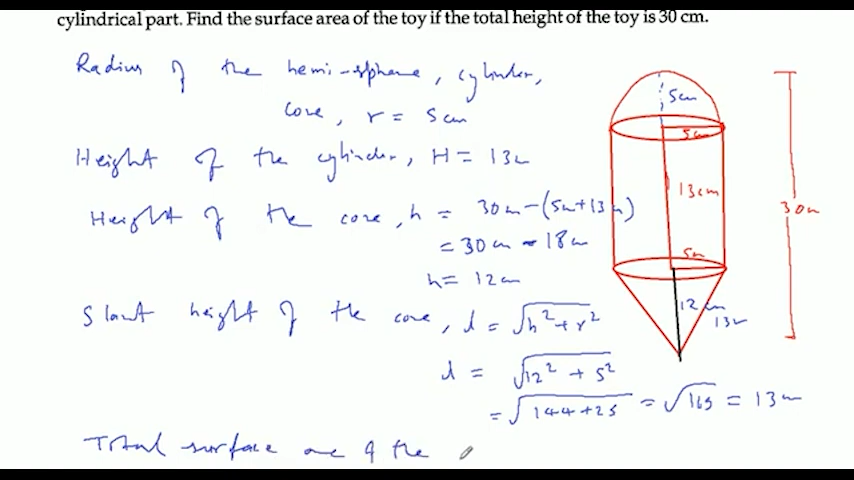 cylindrical part. Find the surface area of the toy if the total height of the toy is 30 cm.
Radius of the hemi-sphere, cylinder,
cone, r = 5cm
Height of the cylinder, H = 13cm
Height of the cone, h = 30cm-(5cm+13cm)
= 30cm - 18cm
h = 12cm
Slant height of the cone, l = √h²+r²
l = √12² + 5²
= √144+25 = √169 = 13cm
Total surface are of the
5cm
5cm
13cm
30cm
5cm
12cm
13cm